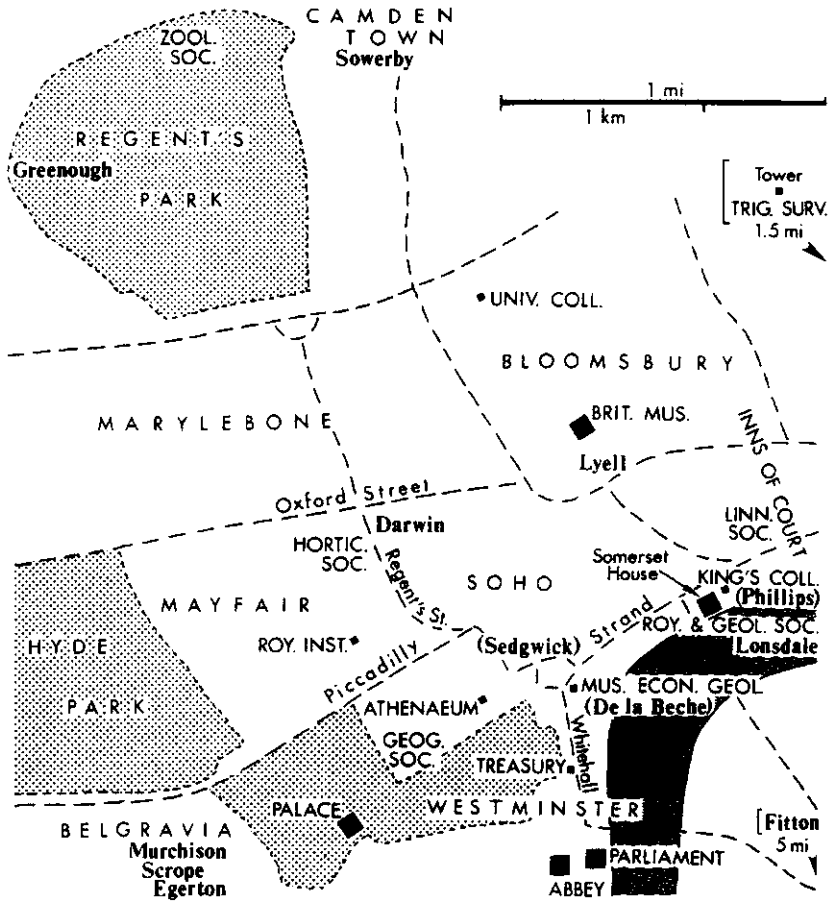 CAMDEN
TOWN
Sowerby
ZOOL.
SOC.
REGENT'S
Greenough
PARK
1 mi
1 km
Tower
TRIG. SURV.
1.5 mi
UNIV. COLL.
BLOOMSBURY
BRIT. MUS.
MARYLEBONE
INNS OF COURT
Lyell
Oxford Street
Darwin
LINN.
SOC.
HORTIC.
SOC.
Regent's St.
SOHO
Somerset
House
KING'S COLL.
(Phillips)
MAYFAIR
Strand
ROY. & GEOL. SOC.
Lonsdale
HYDE
PARK
ROY. INST.
Piccadilly
(Sedgwick)
MUS. ECON. GEOL.
(De la Beche)
ATHENAEUM
GEOG.
SOC.
Whitehall
TREASURY
PALACE
WESTMINSTER
BELGRAVIA
Murchison
Scrope
Egerton
Fitton
5 mi
PARLIAMENT
ABBEY